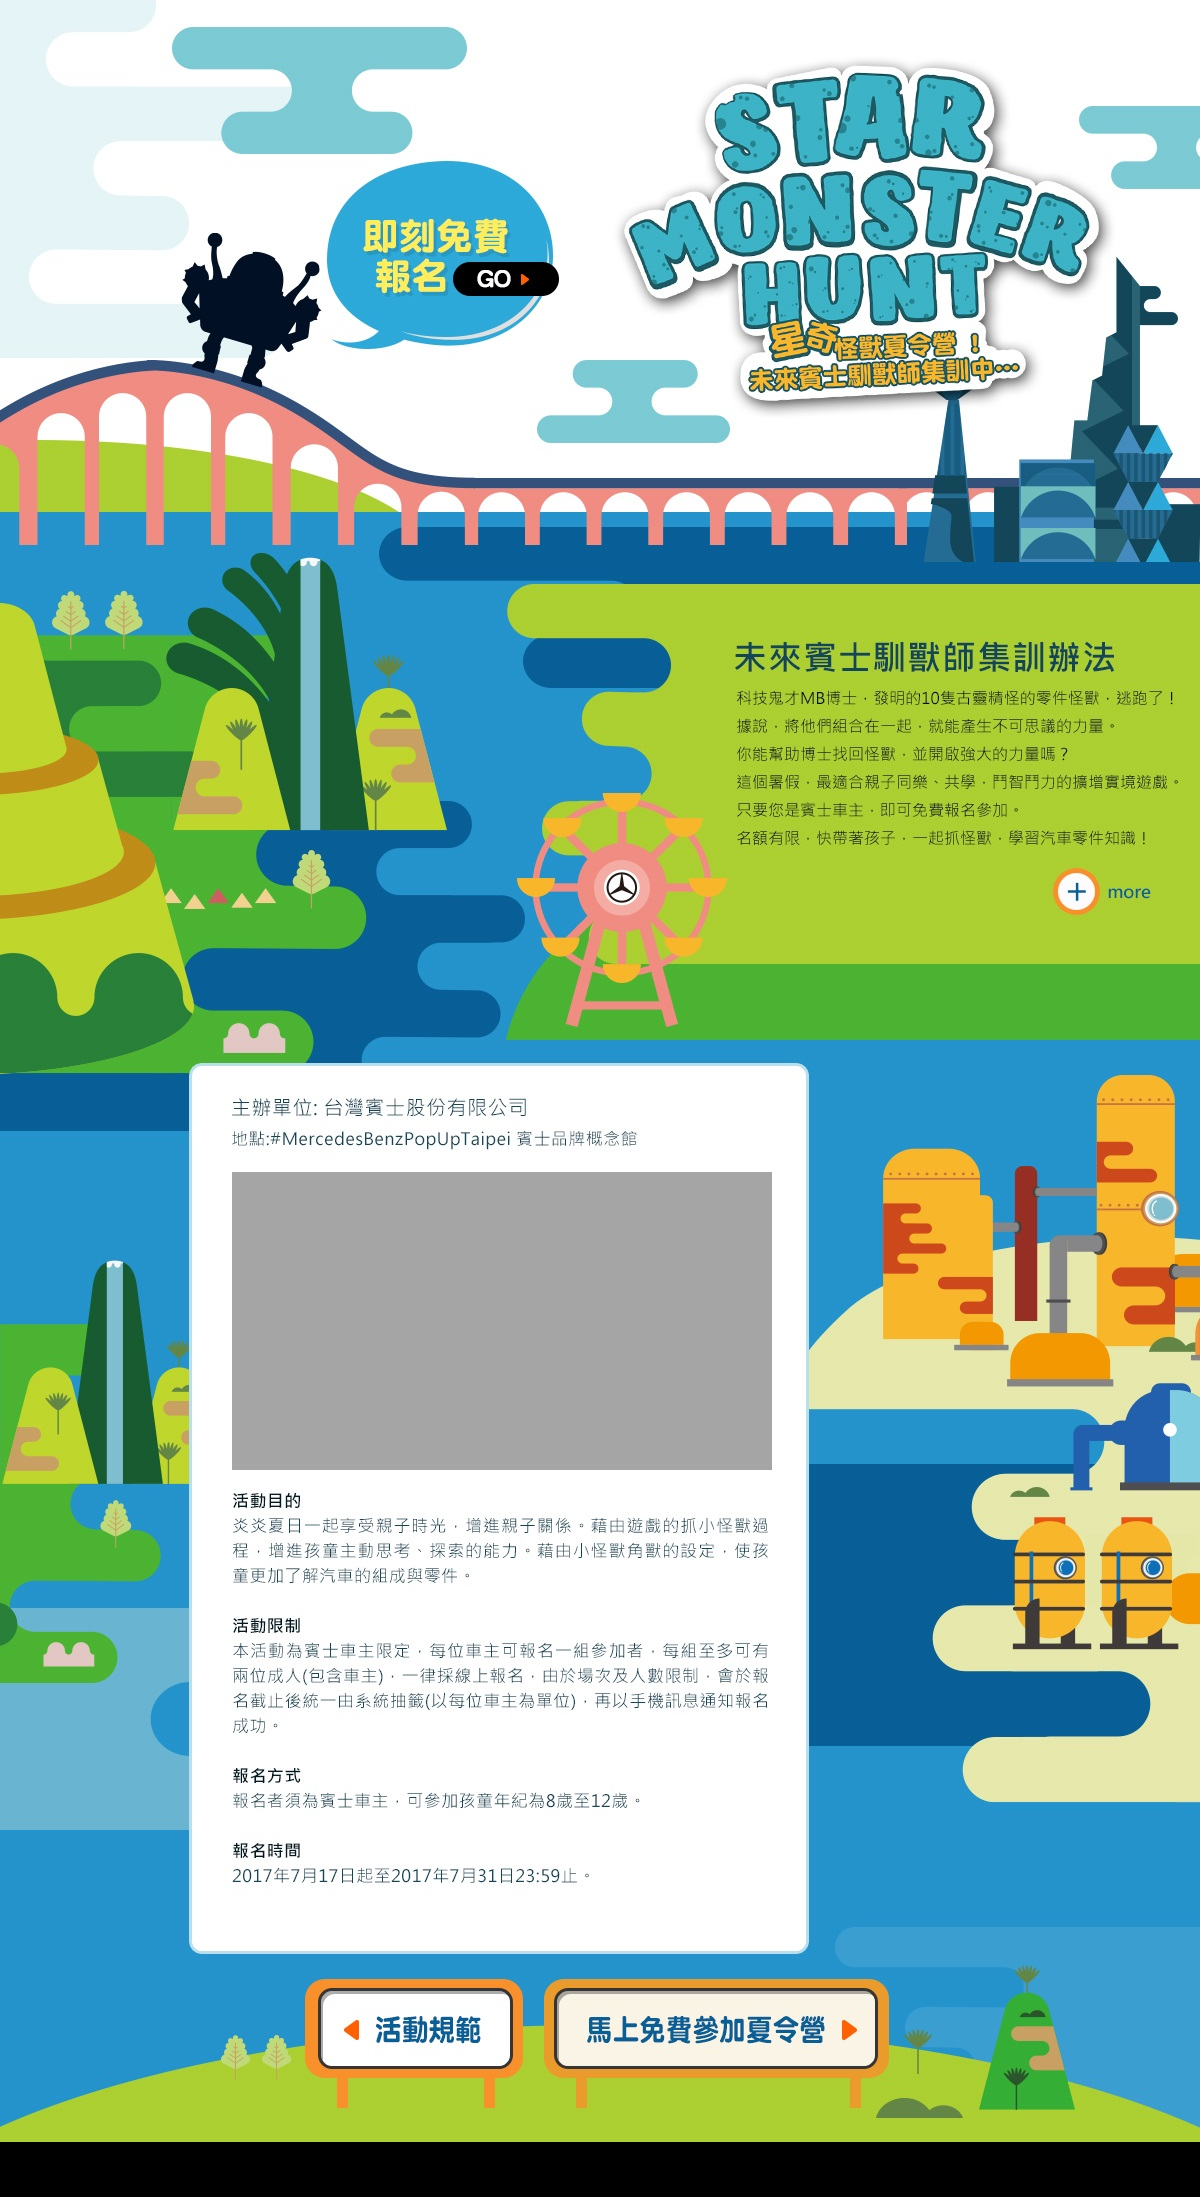 STAR
MONSTER
HUNT
星奇怪獸夏令營 !
未來賓士馴獸師集訓中…
即刻免費
報名 GO
未來賓士馴獸師集訓辦法
科技鬼才MB博士，發明的10隻古靈精怪的零件怪獸，逃跑了！
據說，將他們組合在一起，就能產生不可思議的力量。
你能幫助博士找回怪獸，並開啟強大的力量嗎？
這個暑假，最適合親子同樂、共學，鬥智鬥力的擴增實境遊戲。
只要您是賓士車主，即可免費報名參加。
名額有限，快帶著孩子，一起抓怪獸，學習汽車零件知識！
more
主辦單位: 台灣賓士股份有限公司
地點:#MercedesBenzPopUpTaipei 賓士品牌概念館
活動目的
炎炎夏日一起享受親子時光，增進親子關係。藉由遊戲的抓小怪獸過
程，增進孩童主動思考、探索的能力。藉由小怪獸角獸的設定，使孩
童更加了解汽車的組成與零件。
活動限制
本活動為賓士車主限定，每位車主可報名一組參加者，每組至多可有
兩位成人(包含車主)，一律採線上報名，由於場次及人數限制，會於報
名截止後統一由系統抽籤(以每位車主為單位)，再以手機訊息通知報名
成功。
報名方式
報名者須為賓士車主，可參加孩童年紀為8歲至12歲。
報名時間
2017年7月17日起至2017年7月31日23:59止。
活動規範
馬上免費參加夏令營